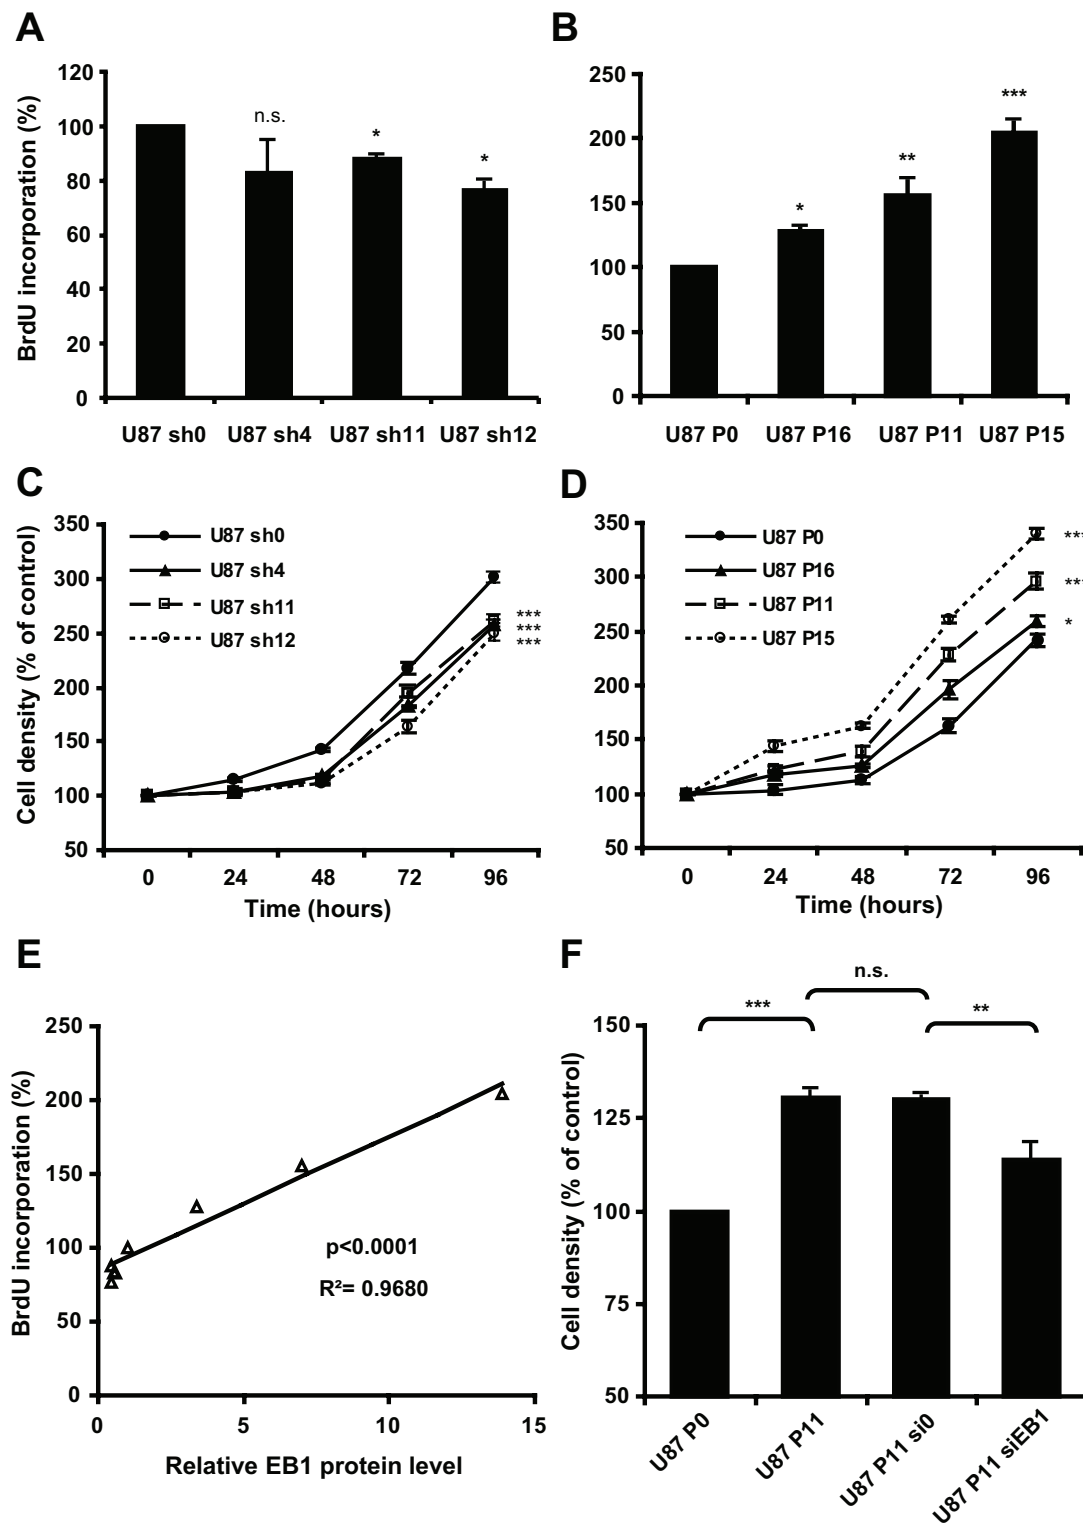 A
BrdU incorporation (%)
120
100
80
60
40
20
0
n.s.
*
*
U87 sh0 U87 sh4 U87 sh11 U87 sh12
B
250
200
150
100
50
0
*
**
***
U87 P0 U87 P16 U87 P11 U87 P15
C
Cell density (% of control)
350
300
250
200
150
100
50
U87 sh0
U87 sh4
U87 sh11
U87 sh12
***
***
***
0 24 48 72 96
Time (hours)
D
350
300
250
200
150
100
50
U87 P0
U87 P16
U87 P11
U87 P15
*
0 24 48 72 96
Time (hours)
E
BrdU incorporation (%)
250
200
150
100
50
0
p<0.0001
R²= 0.9680
0 5 10 15
Relative EB1 protein level
F
Cell density (% of control)
150
125
100
75
50
***
n.s.
**
U87 P0
U87 P11
U87 P11 si0
U87 P11 siEB1